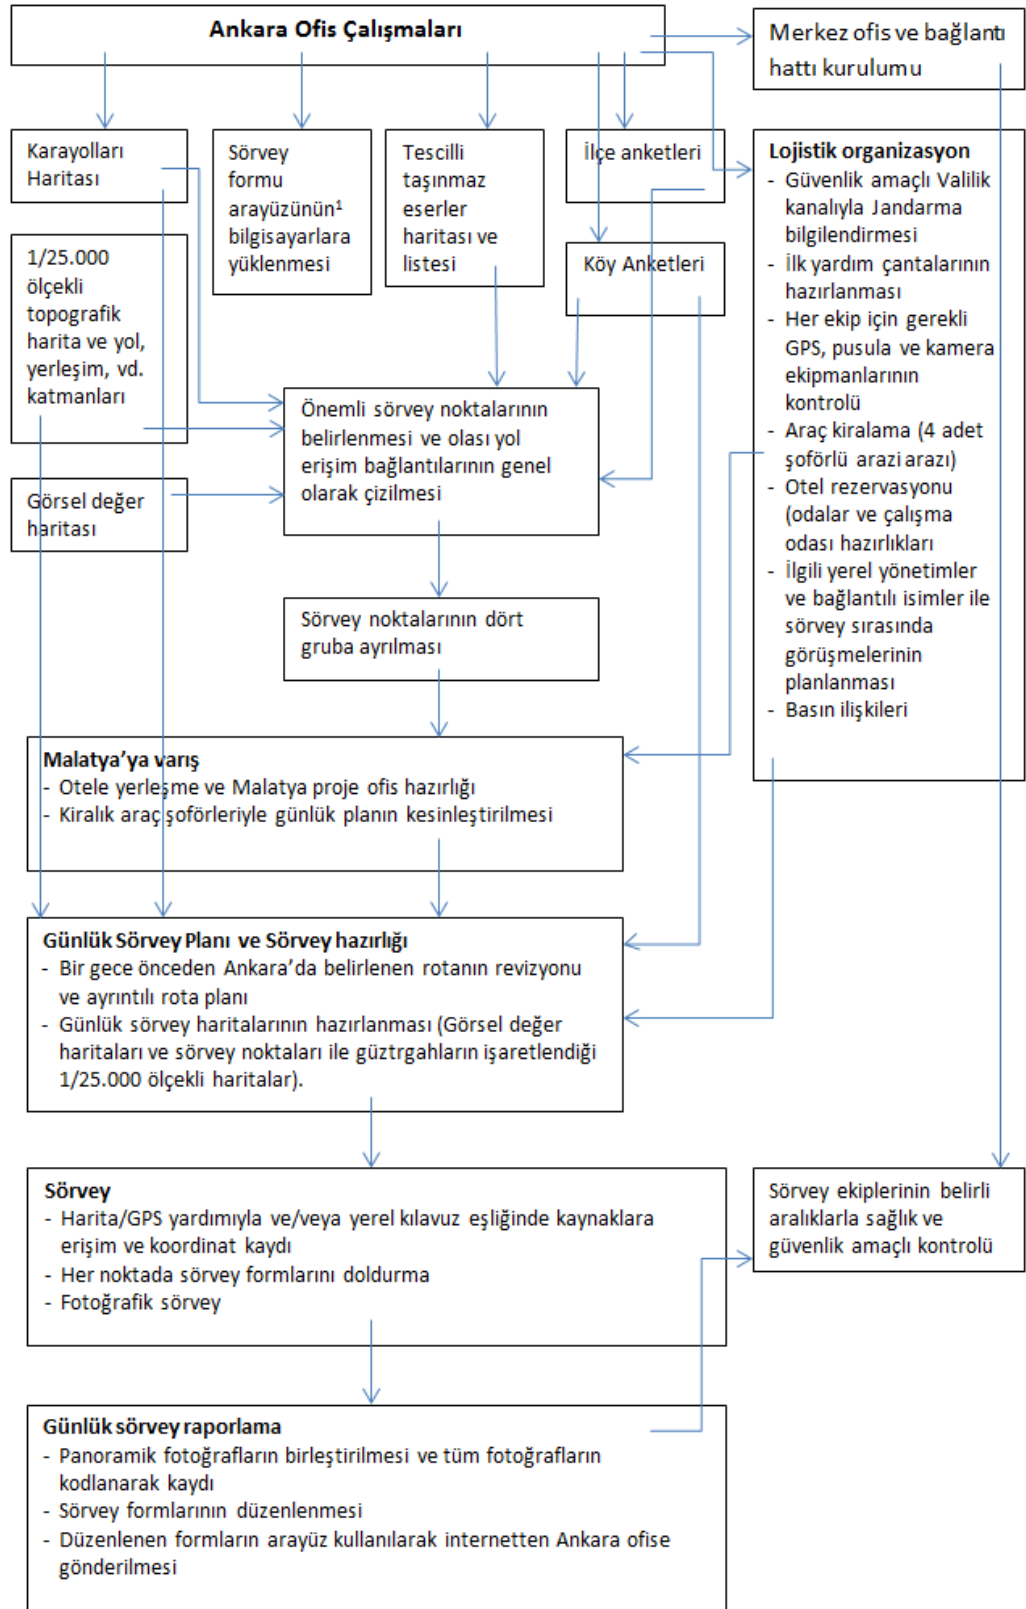 Ankara Ofis Çalışmaları
Merkez ofis ve bağlantı
hattı kurulumu
Karayolları
Haritası
Sörvey
formu
arayüzünün¹
bilgisayarlara
yüklenmesi
Tescilli
taşınmaz
eserler
haritası ve
listesi
İlçe anketleri
Köy Anketleri
Lojistik organizasyon
- Güvenlik amaçlı Valilik
kanalıyla Jandarma
bilgilendirmesi
- İlk yardım çantalarının
hazırlanması
- Her ekip için gerekli
GPS, pusula ve kamera
ekipmanlarının
kontrolü
- Araç kiralama (4 adet
şoförlü arazi arazı)
- Otel rezervasyonu
(odalar ve çalışma
odası hazırlıkları
- İlgili yerel yönetimler
ve bağlantılı isimler ile
sörvey sırasında
görüşmelerinin
planlanması
- Basın ilişkileri
1/25.000
ölçekli
topografik
harita ve yol,
yerleşim, vd.
katmanları
Görsel değer
haritası
Önemli sörvey noktalarının
belirlenmesi ve olası yol
erişim bağlantılarının genel
olarak çizilmesi
Sörvey noktalarının dört
gruba ayrılması
Malatya’ya varış
- Otele yerleşme ve Malatya proje ofis hazırlığı
- Kiralık araç şoförleriyle günlük planın kesinleştirilmesi
Günlük Sörvey Planı ve Sörvey hazırlığı
- Bir gece önceden Ankara’da belirlenen rotanın revizyonu
ve ayrıntılı rota planı
- Günlük sörvey haritalarının hazırlanması (Görsel değer
haritaları ve sörvey noktaları ile güztrgahların işaretlendiği
1/25.000 ölçekli haritalar).
Sörvey
- Harita/GPS yardımıyla ve/veya yerel kılavuz eşliğinde kaynaklara
erişim ve koordinat kaydı
- Her noktada sörvey formlarını doldurma
- Fotoğrafik sörvey
Sörvey ekiplerinin belirli
aralıklarla sağlık ve
güvenlik amaçlı kontrolü
Günlük sörvey raporlama
- Panoramik fotoğrafların birleştirilmesi ve tüm fotoğrafların
kodlanarak kaydı
- Sörvey formlarının düzenlenmesi
- Düzenlenen formların arayüz kullanılarak internetten Ankara ofise
gönderilmesi